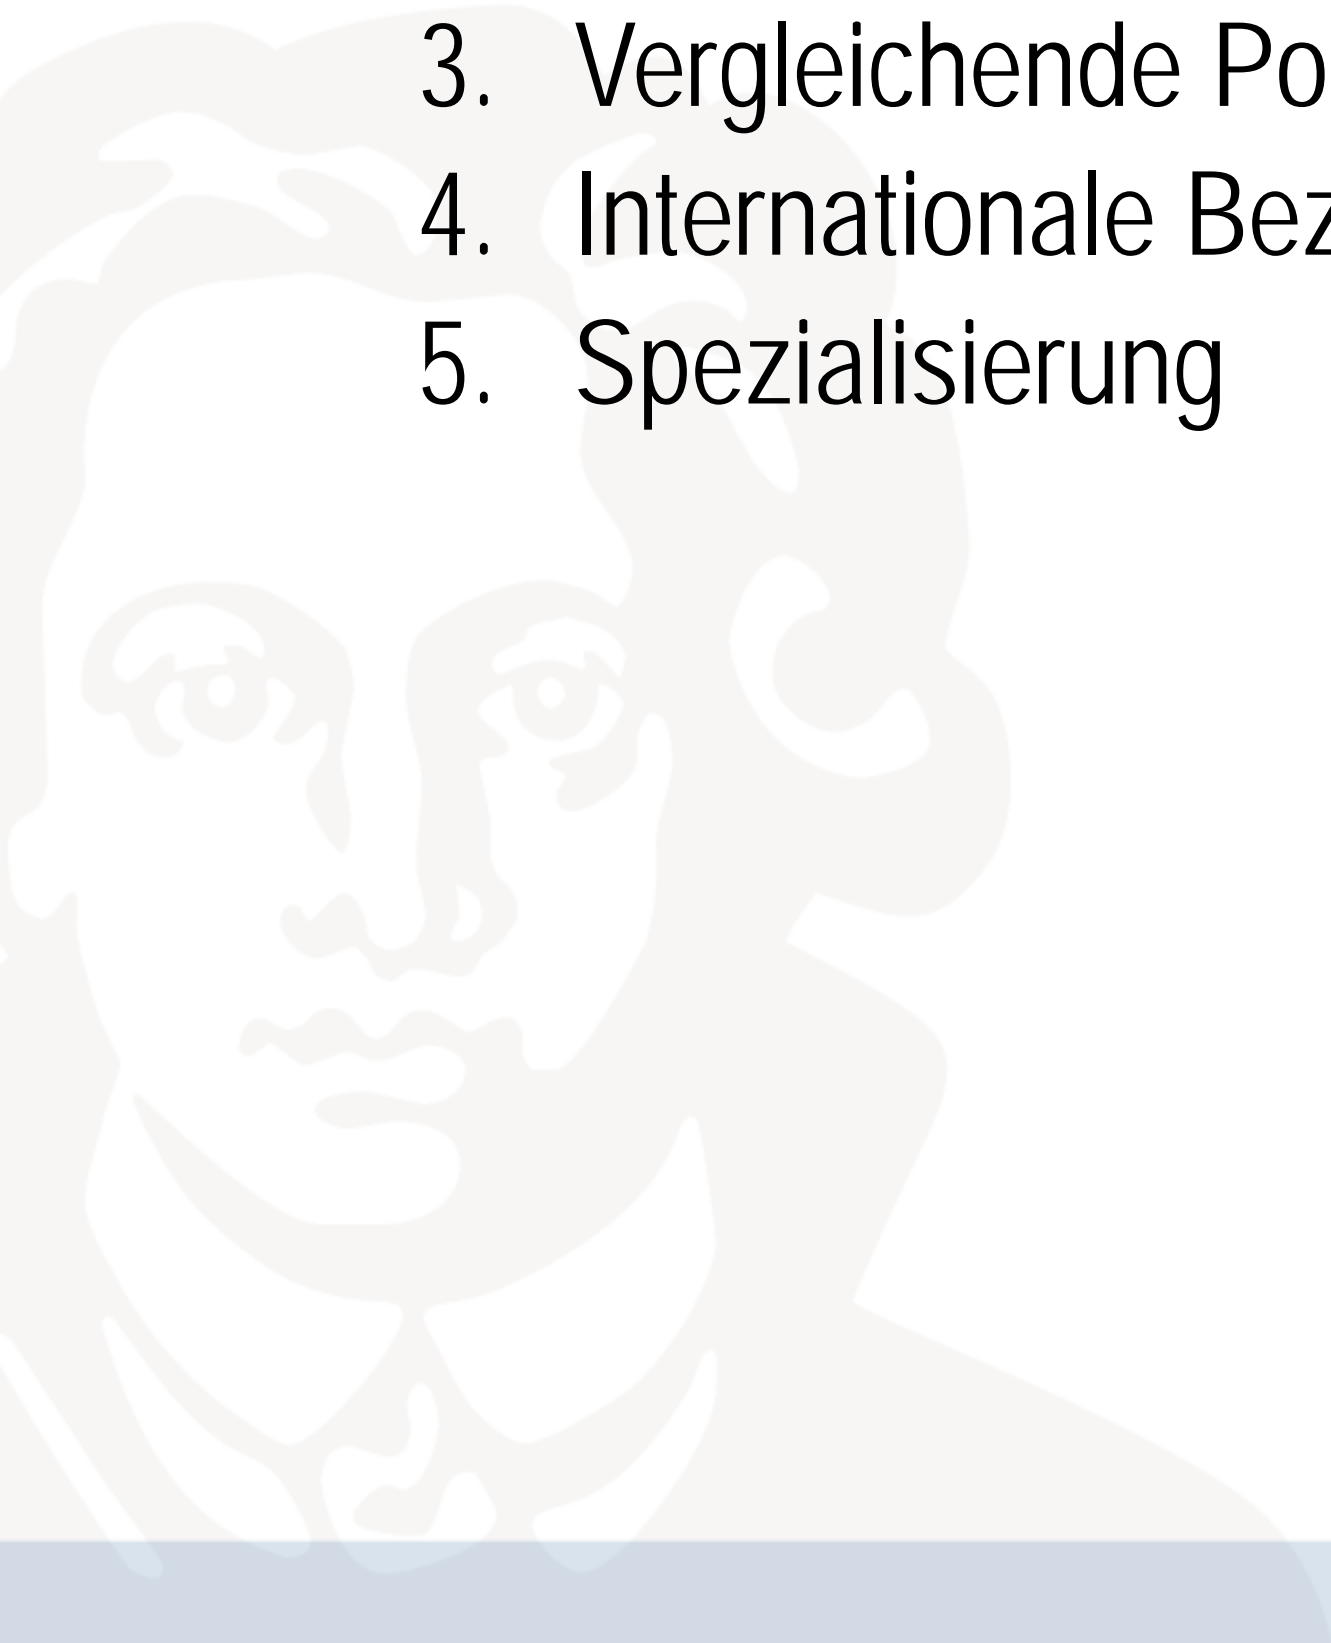 3. Vergleichende Po
4. Internationale Bez
5. Spezialisierung